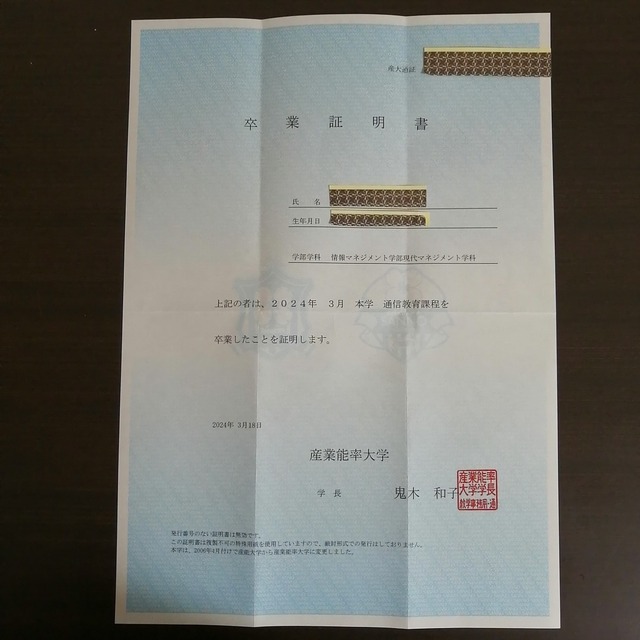 産大通証
卒業証明書
氏 名
生年月日
学部学科 情報マネジメント学部現代マネジメント学科
上記の者は、2024年 3月 本学 通信教育課程を
卒業したことを証明します。
2024年 3月18日
産業能率大学
学 長 鬼木 和子
産業能率
大学学長
教学事務局・通
発行番号のない証明書は無効です。
この証明書は複製不可の特殊用紙を使用していますので、厳封形式での発行はしておりません。
本学は、2006年4月付けで産能大学から産業能率大学に変更しました。